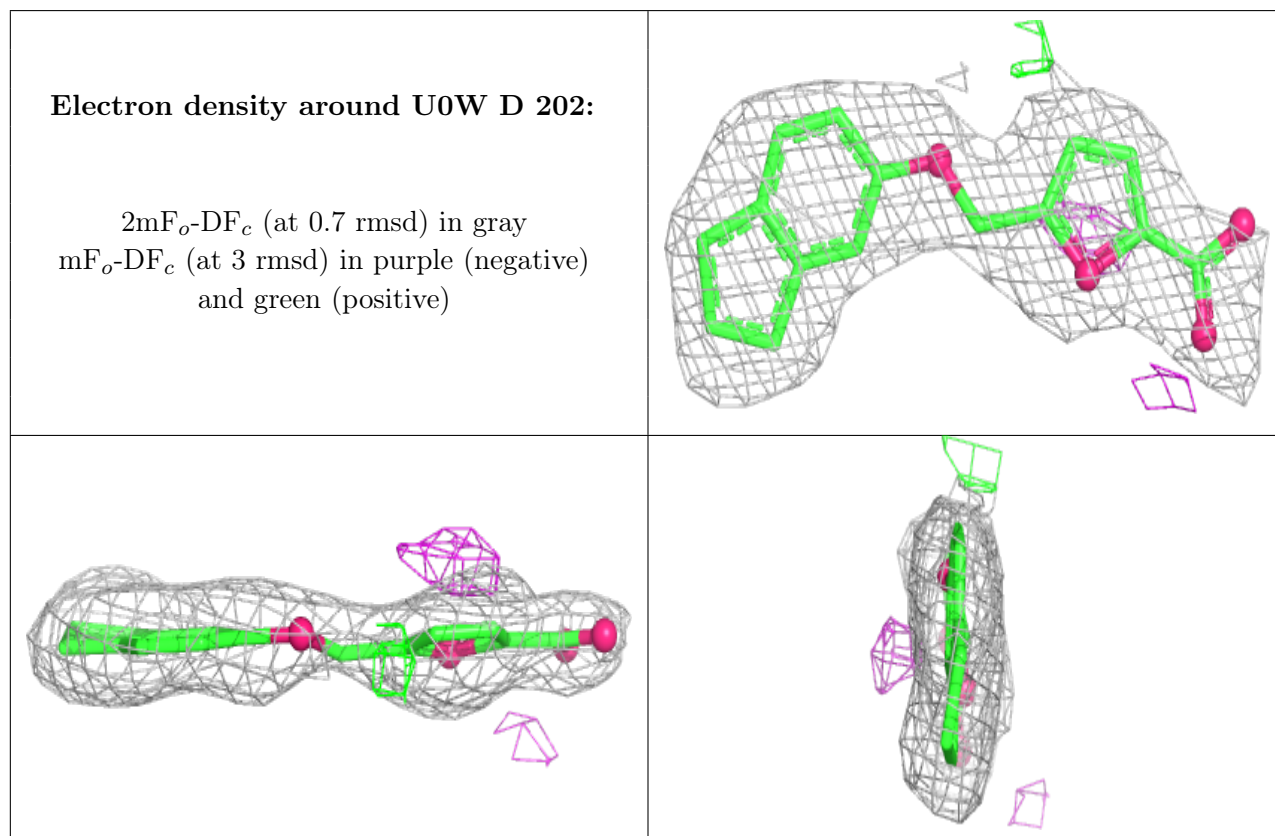 Electron density around U0W D 202:
2mFo-DFc (at 0.7 rmsd) in gray
mFo-DFc (at 3 rmsd) in purple (negative)
and green (positive)